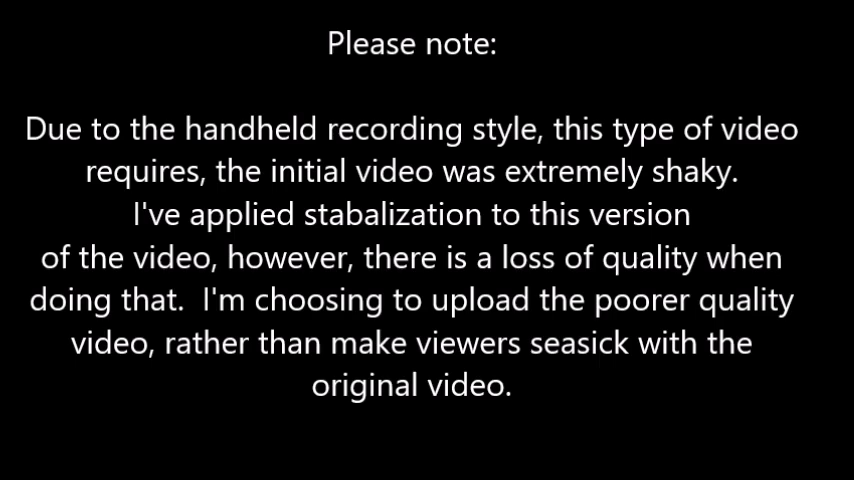 Please note:
Due to the handheld recording style, this type of video
requires, the initial video was extremely shaky.
I've applied stabalization to this version
of the video, however, there is a loss of quality when
doing that.  I'm choosing to upload the poorer quality
video, rather than make viewers seasick with the
original video.